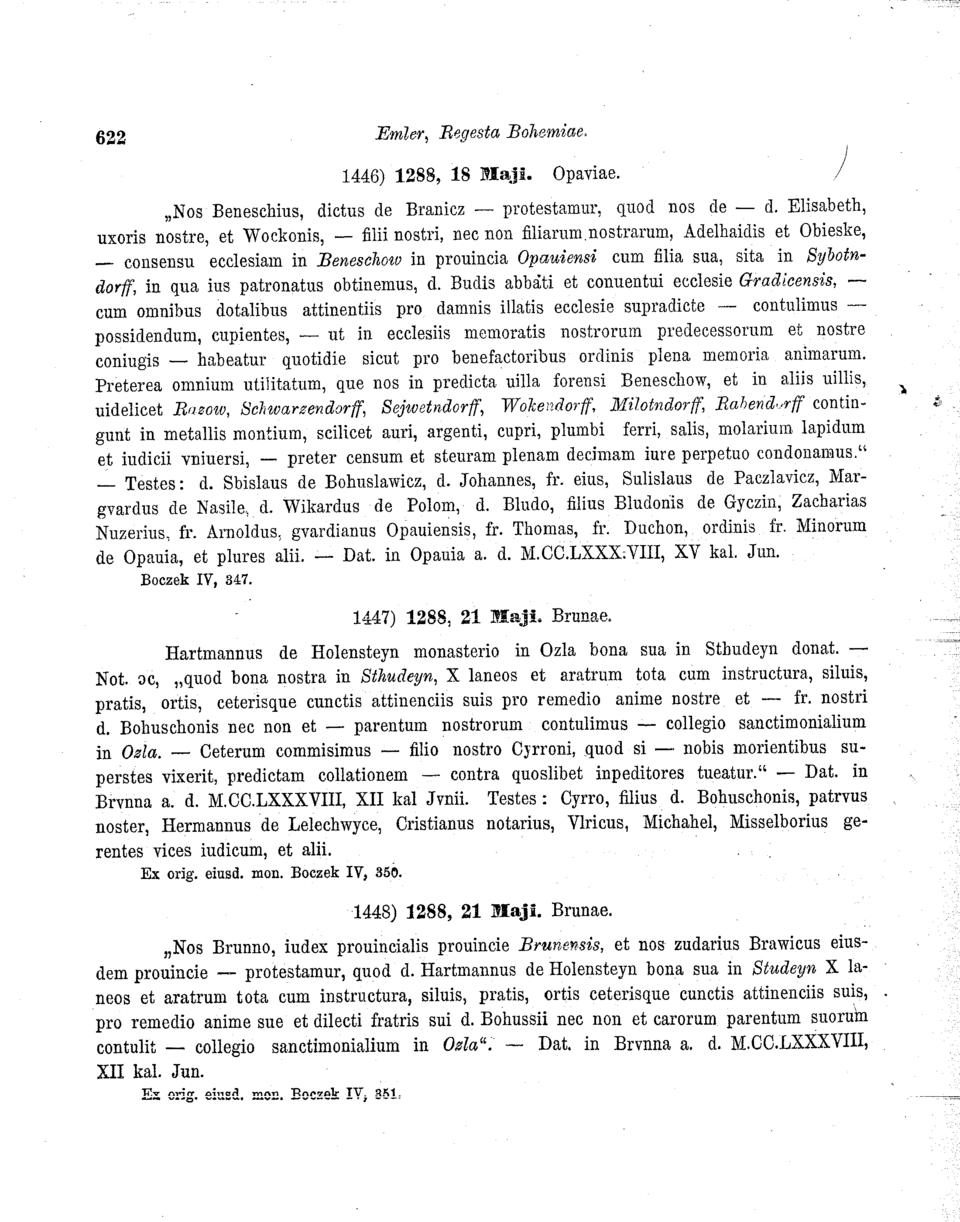 622
Emler, Regesta Bohemiae.
1446) 1288, 18 Maji. Opaviae.
„Nos Beneschius, dictus de Branicz — protestamur, quod nos de — d. Elisabeth,
uxoris nostre, et Wockonis, — filii nostri, nec non filiarum nostrarum, Adelhaidis et Obieske,
— consensu ecclesiam in Beneschow in prouincia Opauiensi cum filia sua, sita in Sybotn-
dorff, in qua ius patronatus obtinemus, d. Budis abbati et conuentui ecclesie Gradicensis, —
cum omnibus dotalibus attinentiis pro damnis illatis ecclesie supradicte — contulimus —
possidendum, cupientes, — ut in ecclesiis memoratis nostrorum predecessorum et nostre
coniugis — habeatur quotidie sicut pro benefactoribus ordinis plena memoria animarum.
Preterea omnium utilitatum, que nos in predicta uilla forensi Beneschow, et in aliis uillis,
uidelicet Razow, Schwarzendorff, Sejwetndorff, Wokendorff, Milotndorff, Rabendorff contin-
gunt in metallis montium, scilicet auri, argenti, cupri, plumbi ferri, salis, molarium lapidum
et iudicii vniuersi, — preter censum et steuram plenam decimam iure perpetuo condonamus."
— Testes: d. Sbislaus de Bohuslawicz, d. Johannes, fr. eius, Sulislaus de Paczlavicz, Mar-
gvardus de Nasile, d. Wikardus de Polom, d. Bludo, filius Bludonis de Gyczin, Zacharias
Nuzerius, fr. Arnoldus, gvardianus Opauiensis, fr. Thomas, fr. Duchon, ordinis fr. Minorum
de Opauia, et plures alii. — Dat. in Opauia a. d. M.CC.LXXX.VIII, XV kal. Jun.
Boczek IV, 347.
1447) 1288, 21 Maji. Brunae.
Hartmannus de Holensteyn monasterio in Ozla bona sua in Sthudeyn donat. —
Not. ɔc, „quod bona nostra in Sthudeyn, X laneos et aratrum tota cum instructura, siluis,
pratis, ortis, ceterisque cunctis attinenciis suis pro remedio anime nostre et — fr. nostri
d. Bohuschonis nec non et — parentum nostrorum contulimus — collegio sanctimonialium
in Ozla. — Ceterum commisimus — filio nostro Cyrroni, quod si — nobis morientibus su-
perstes vixerit, predictam collationem — contra quoslibet inpeditores tueatur." — Dat. in
Brvnna a. d. M.CC.LXXXVIII, XII kal Jvnii. Testes: Cyrro, filius d. Bohuschonis, patrvus
noster, Hermannus de Lelechwyce, Cristianus notarius, Vlricus, Michahel, Misselborius ge-
rentes vices iudicum, et alii.
Ex orig. eiusd. mon. Boczek IV, 350.
1448) 1288, 21 Maji. Brunae.
„Nos Brunno, iudex prouincialis prouincie Brunensis, et nos zudarius Brawicus eius-
dem prouincie — protestamur, quod d. Hartmannus de Holensteyn bona sua in Studeyn X la-
neos et aratrum tota cum instructura, siluis, pratis, ortis ceterisque cunctis attinenciis suis,
pro remedio anime sue et dilecti fratris sui d. Bohussii nec non et carorum parentum suorum
contulit — collegio sanctimonialium in Ozla". — Dat. in Brvnna a. d. M.CC.LXXXVIII,
XII kal. Jun.
Ex orig. eiusd. mon. Boczek IV, 351.